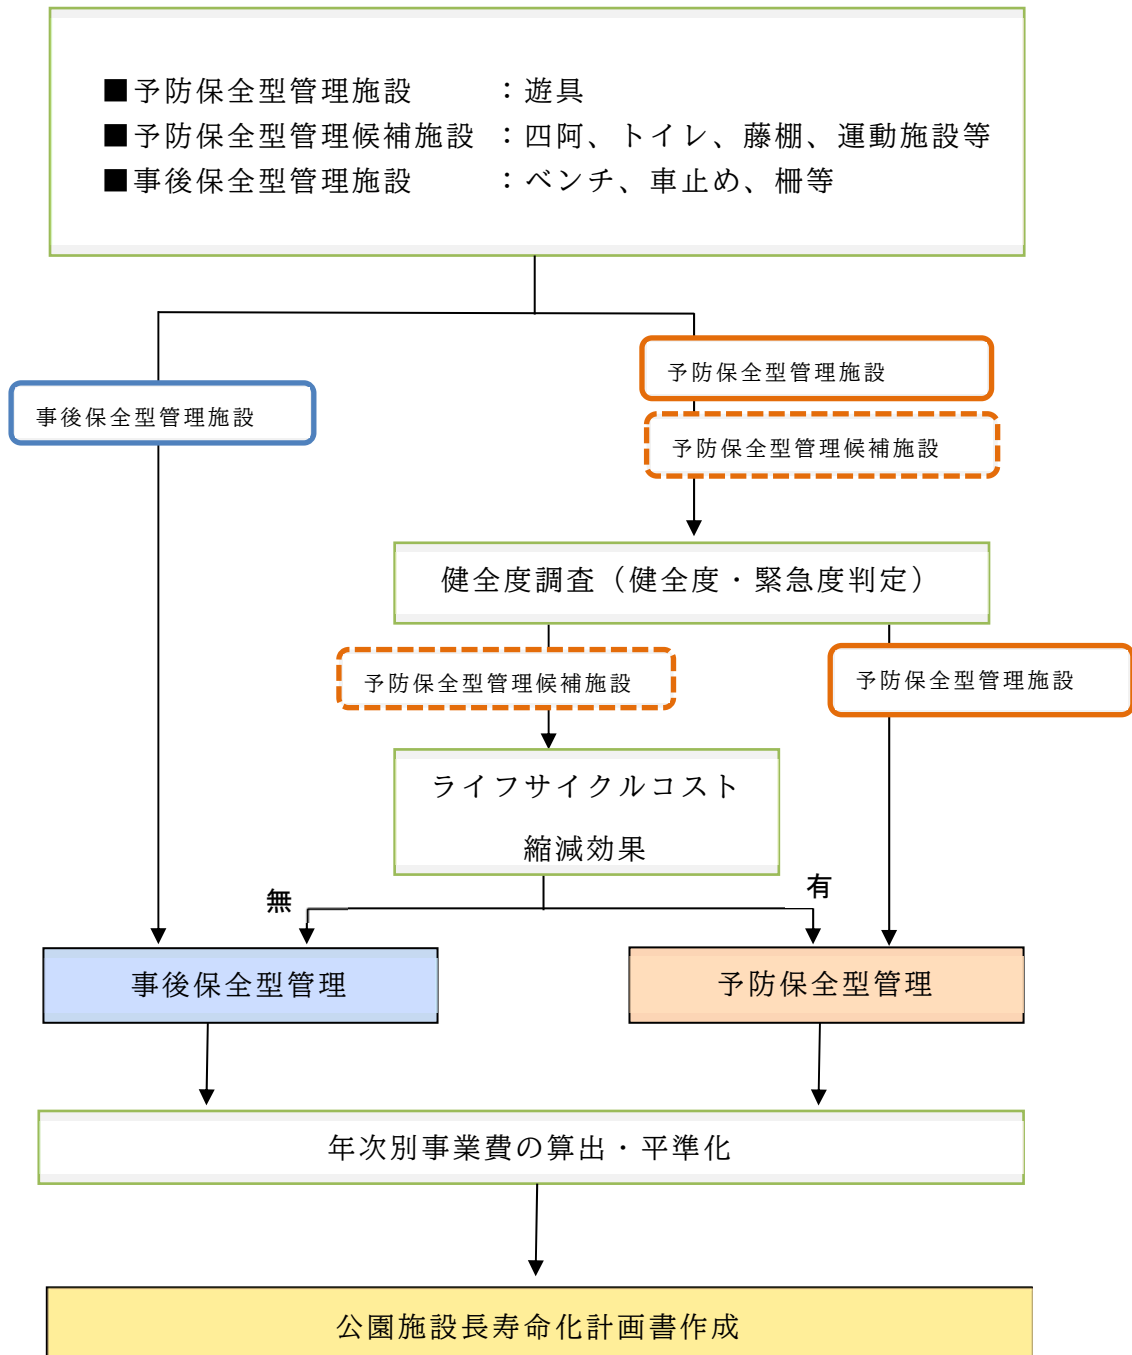 ■予防保全型管理施設　　：遊具
■予防保全型管理候補施設：四阿、トイレ、藤棚、運動施設等
■事後保全型管理施設　　：ベンチ、車止め、柵等
予防保全型管理施設
事後保全型管理施設
予防保全型管理候補施設
健全度調査（健全度・緊急度判定）
予防保全型管理候補施設
予防保全型管理施設
ライフサイクルコスト
縮減効果
無
有
事後保全型管理
予防保全型管理
年次別事業費の算出・平準化
公園施設長寿命化計画書作成